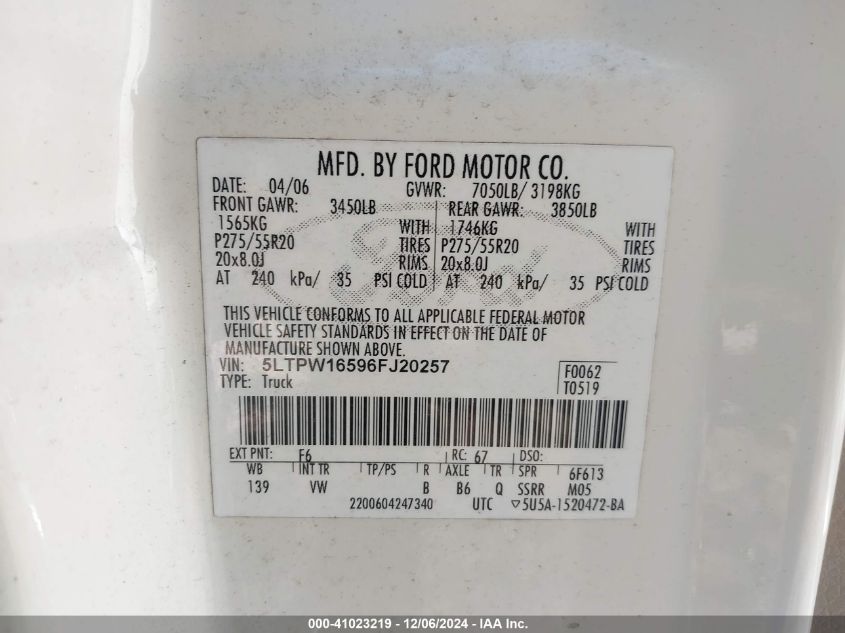 MFD. BY FORD MOTOR CO.
DATE: 04/06 GVWR: 7050LB/ 3198KG
FRONT GAWR: 3450LB REAR GAWR: 3850LB
1565KG WITH 1746KG WITH
P275/55R20 TIRES P275/55R20 TIRES
20x8.0J RIMS 20x8.0J RIMS
AT 240 kPa/ 35 PSI COLD AT 240 kPa/ 35 PSI COLD
Ford
THIS VEHICLE CONFORMS TO ALL APPLICABLE FEDERAL MOTOR
VEHICLE SAFETY STANDARDS IN EFFECT ON THE DATE OF
MANUFACTURE SHOWN ABOVE.
VIN: 5LTPW16596FJ20257 F0062
TYPE: Truck T0519
EXT PNT: F6 RC: 67 DSO:
WB INT TR TP/PS R AXLE TR SPR 6F613
139 VW B B6 Q SSRR M05
2200604247340 UTC ▽5U5A-1520472-BA
000-41023219 - 12/06/2024 - IAA Inc.